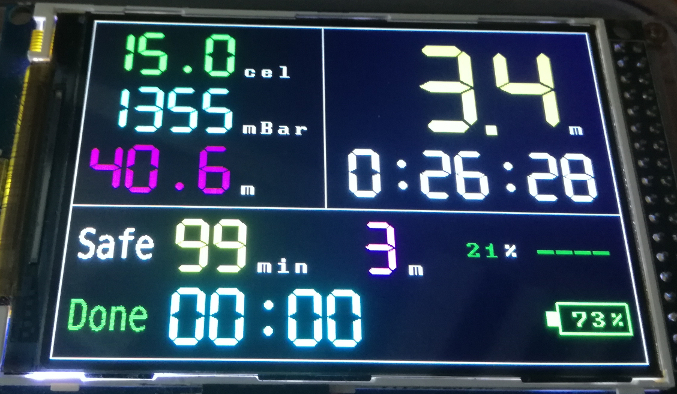 15.0 cel
1355 mBar
40.6 m
3.4 m
0:26:28
Safe 99 min 3 m 21% ----
Done 00:00 73%